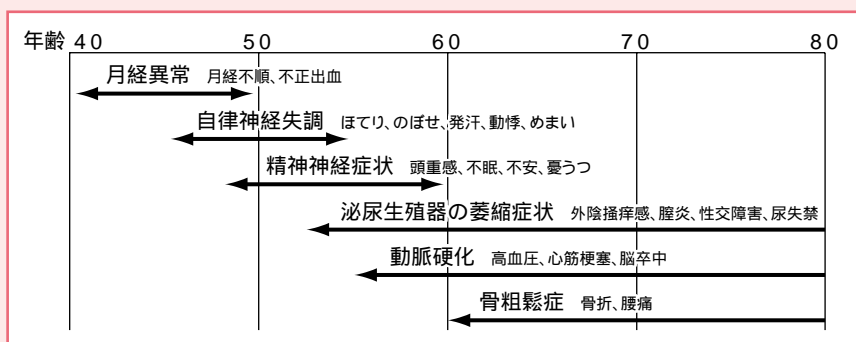 年齢 40 50 60 70 80
月経異常 月経不順、不正出血
自律神経失調 ほてり、のぼせ、発汗、動悸、めまい
精神神経症状 頭重感、不眠、不安、憂うつ
泌尿生殖器の萎縮症状 外陰掻痒感、腟炎、性交障害、尿失禁
動脈硬化 高血圧、心筋梗塞、脳卒中
骨粗鬆症 骨折、腰痛